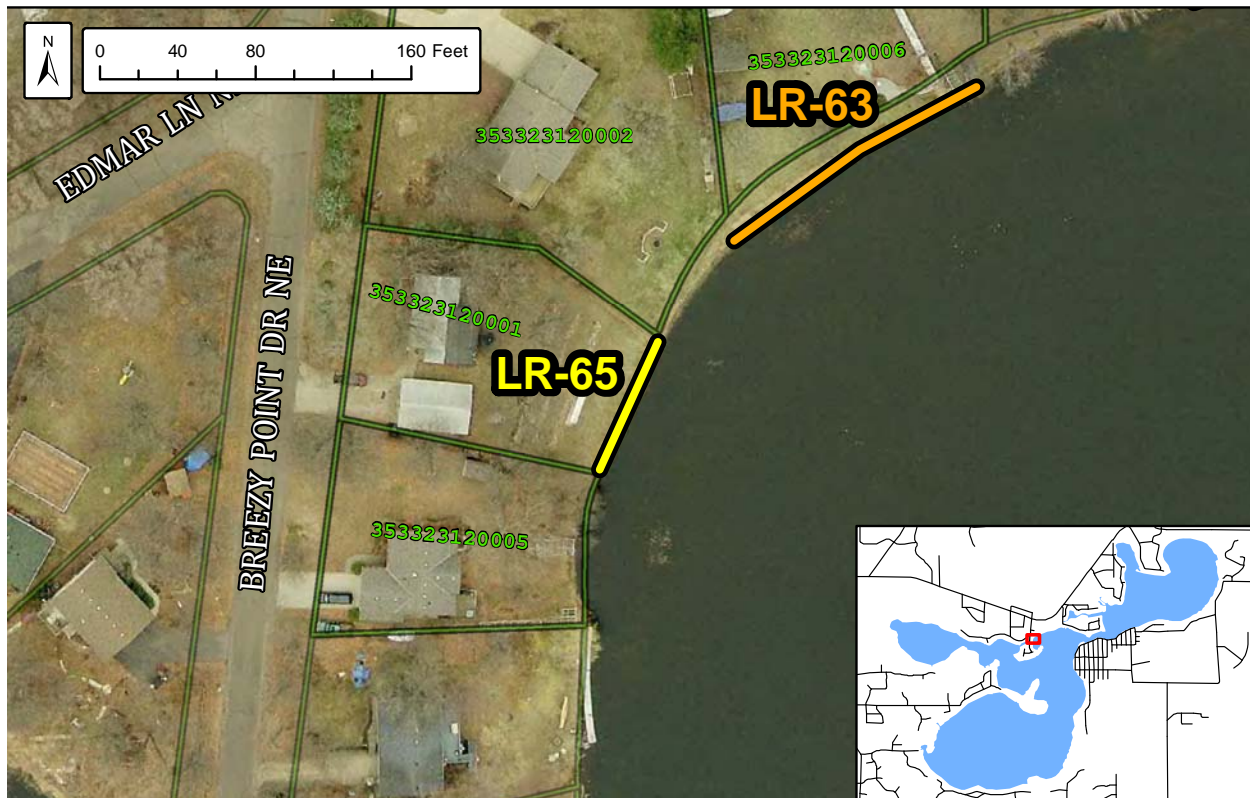 N
0 40 80 160 Feet
353323120006
LR-63
353323120002
EDMAR LN N
353323120001
LR-65
BREEZY POINT DR NE
353323120005